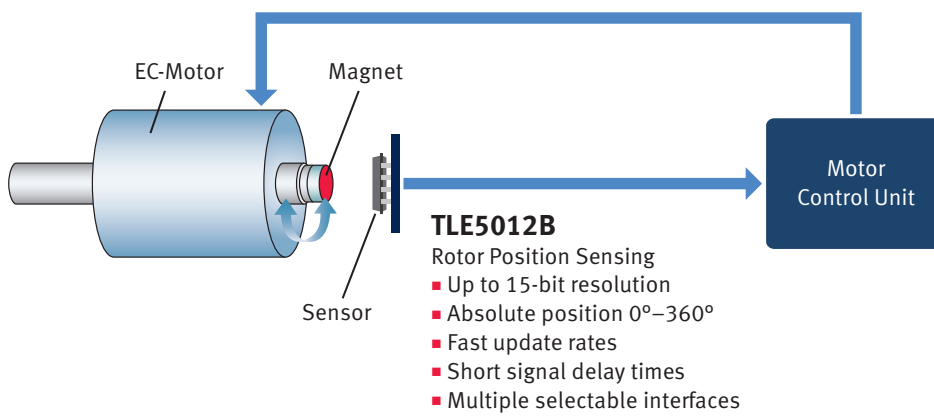 EC-Motor
Magnet
Motor
Control Unit
TLE5012B
Rotor Position Sensing
Up to 15-bit resolution
Absolute position 0°–360°
Fast update rates
Short signal delay times
Multiple selectable interfaces
Sensor